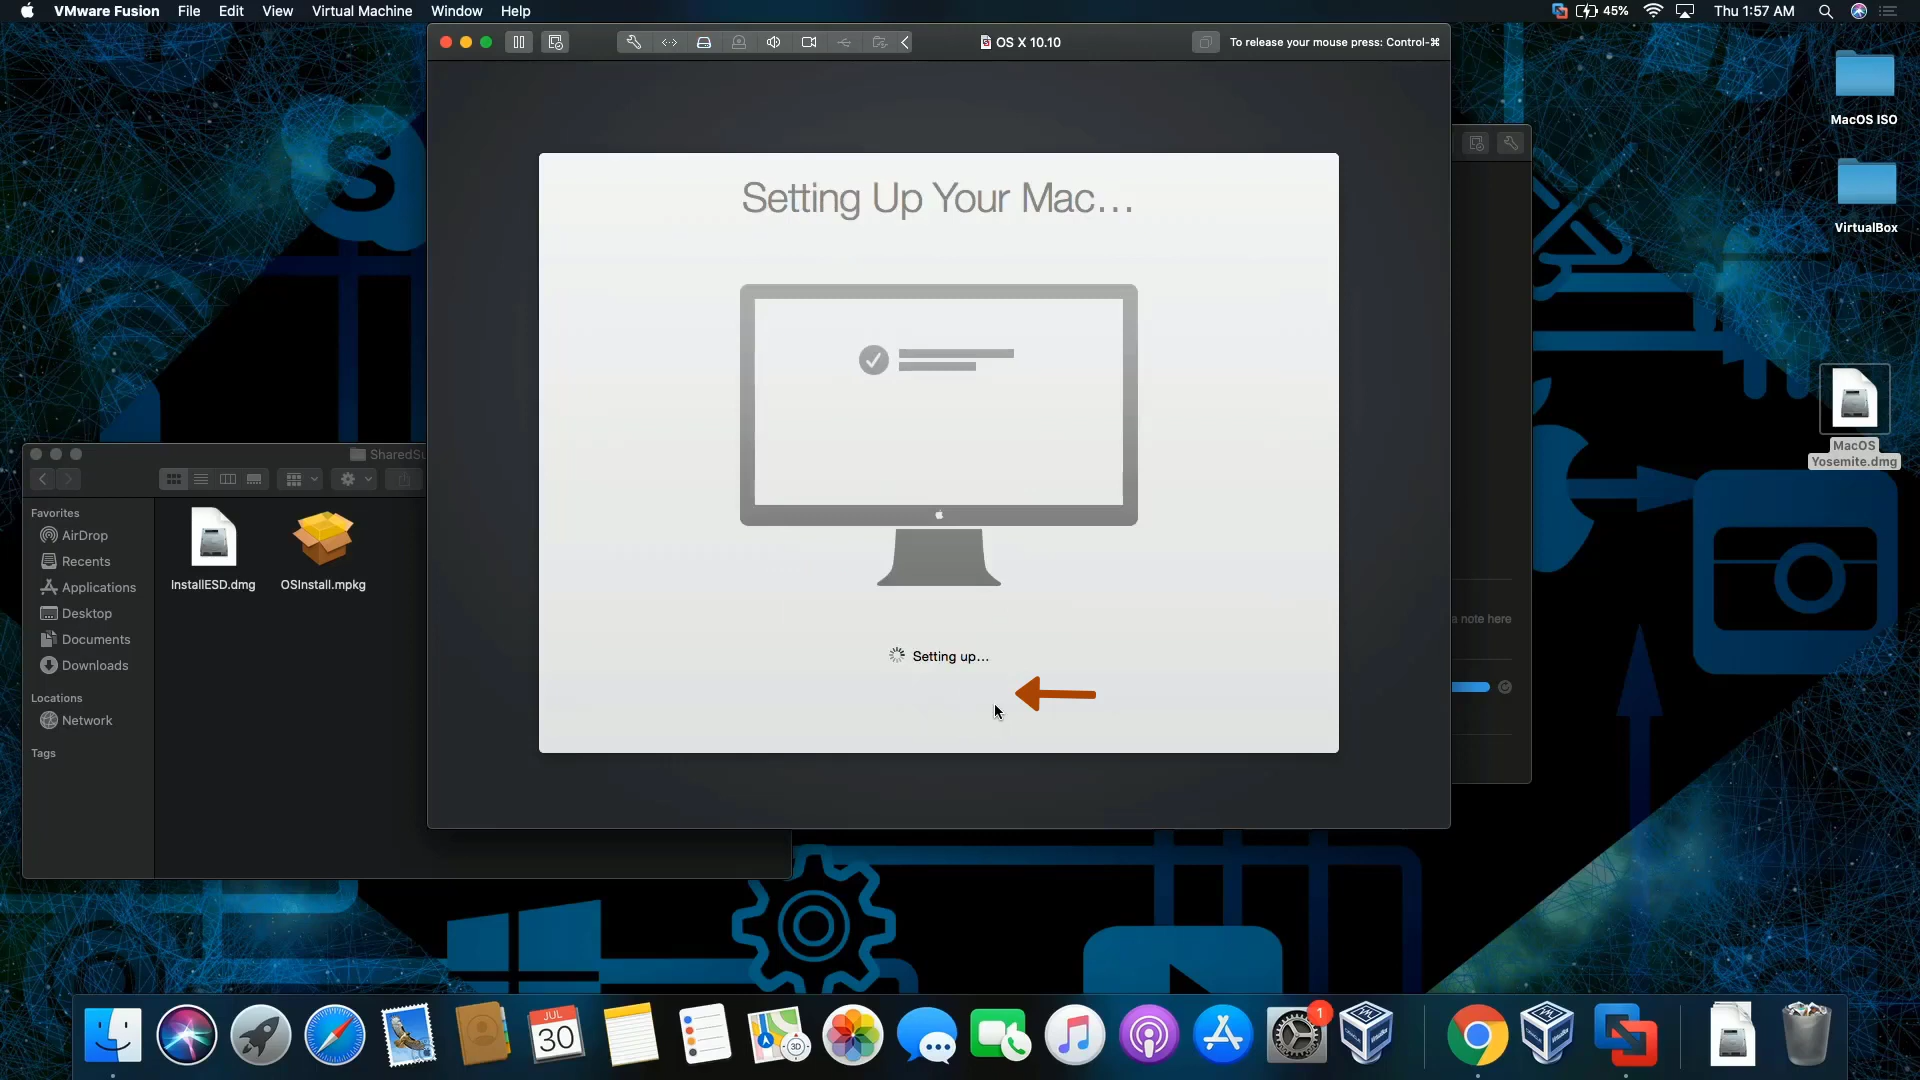 VMware Fusion File Edit View Virtual Machine Window Help
45% Thu 1:57 AM
OS X 10.10
To release your mouse press: Control-⌘
MacOS ISO
VirtualBox
MacOS
Yosemite.dmg
Setting Up Your Mac...
Setting up...
SharedSu
Favorites
AirDrop
Recents
Applications
Desktop
Documents
Downloads
Locations
Network
Tags
InstallESD.dmg
OSInstall.mpkg
a note here
JUL
30
3D
1